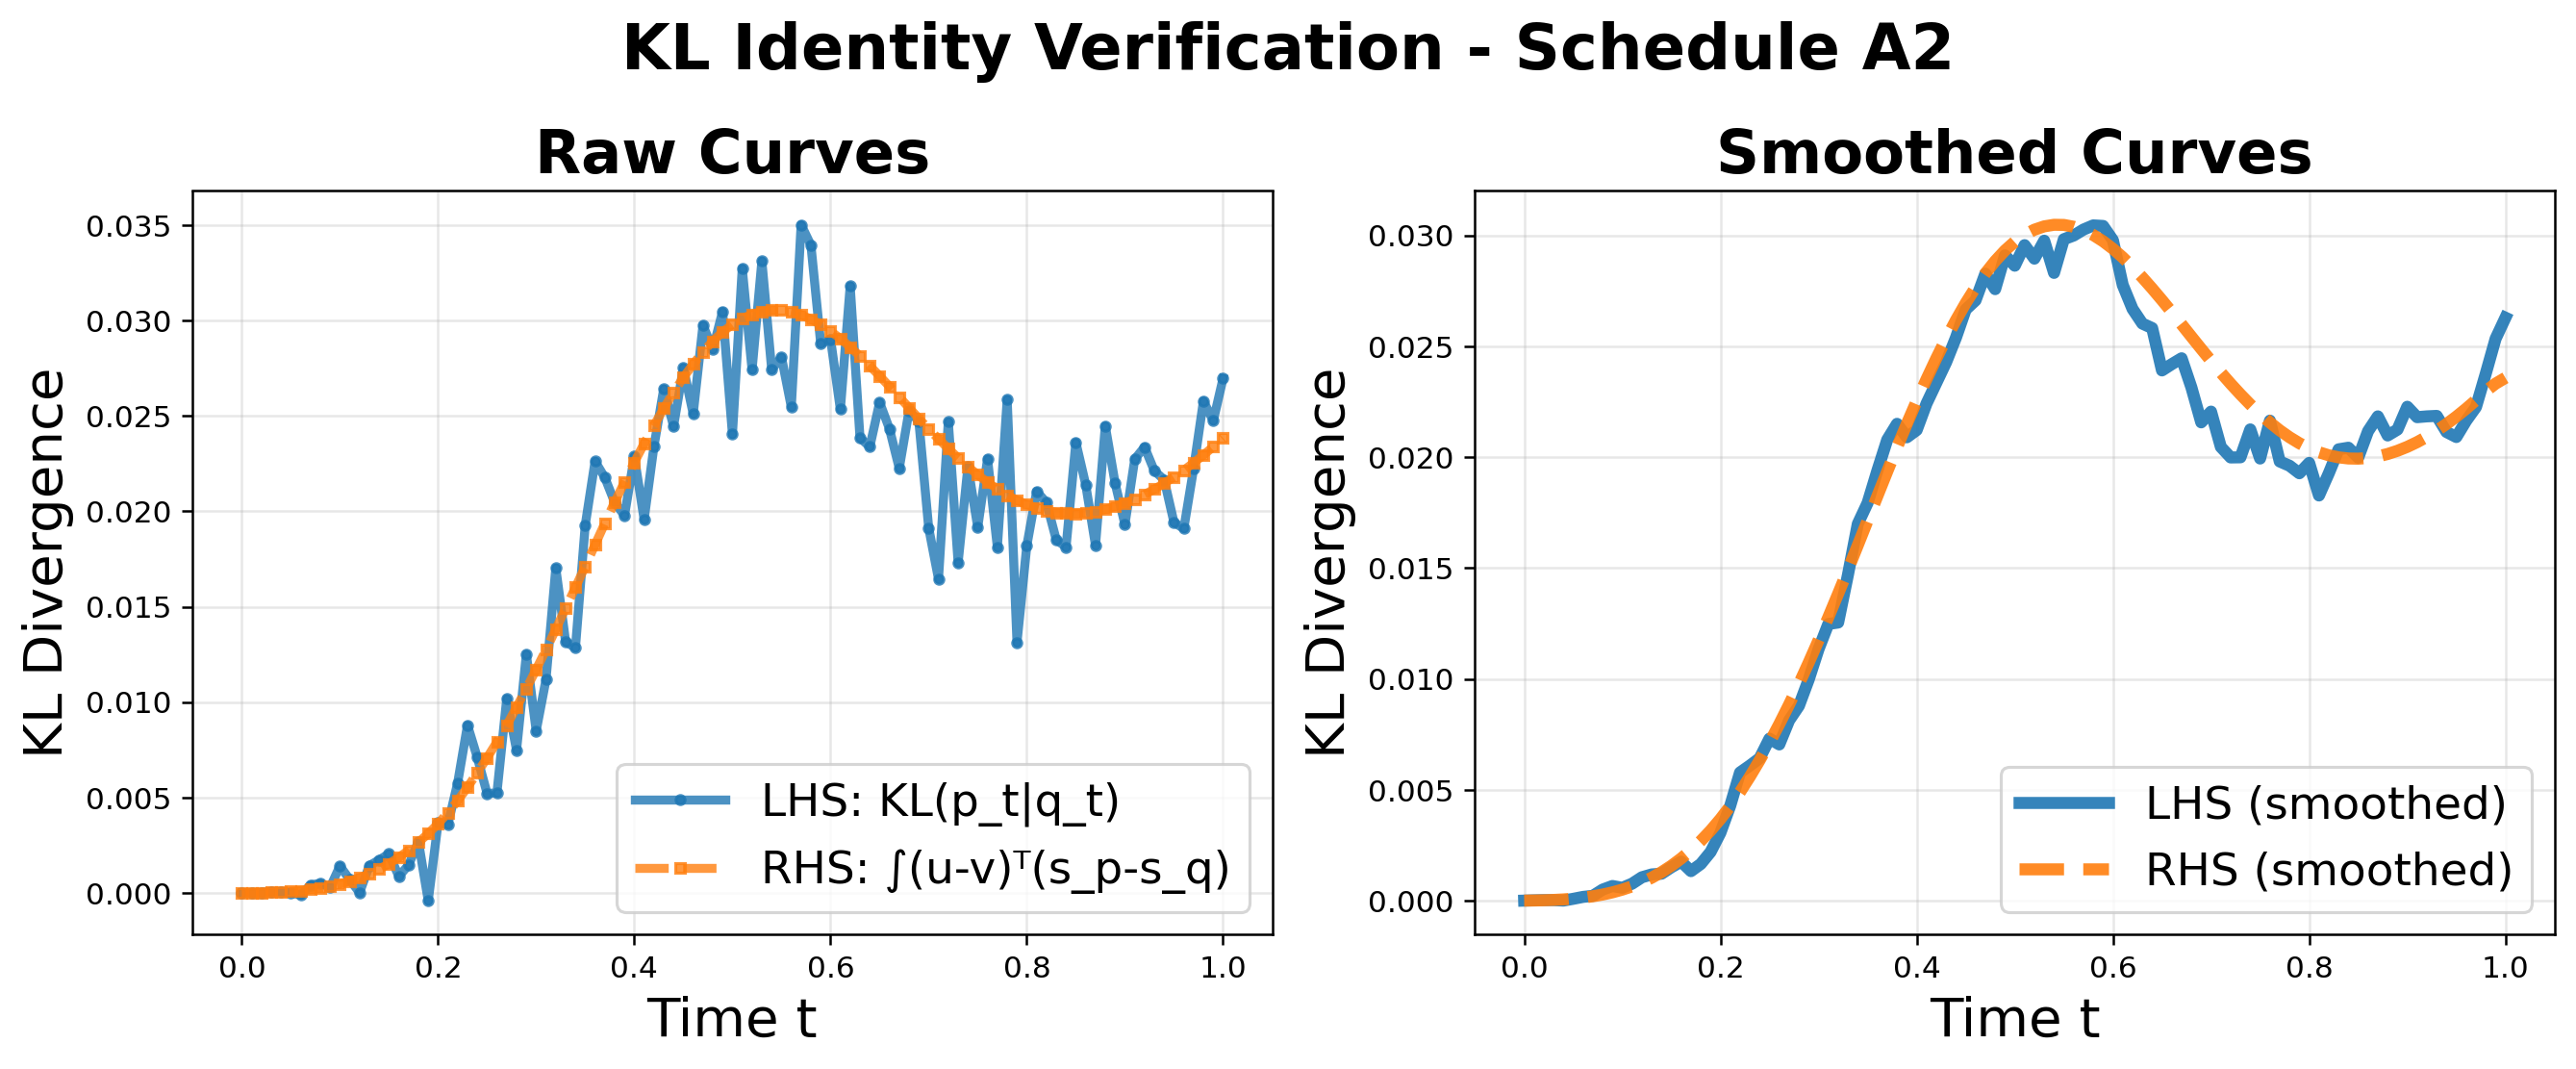 KL Identity Verification - Schedule A2
Raw Curves
KL Divergence
0.035
0.030
0.025
0.020
0.015
0.010
0.005
0.000
LHS: KL(p_t|q_t)
RHS: ∫(u-v)ᵀ(s_p-s_q)
0.0 0.2 0.4 0.6 0.8 1.0
Time t
Smoothed Curves
KL Divergence
0.030
0.025
0.020
0.015
0.010
0.005
0.000
LHS (smoothed)
RHS (smoothed)
0.0 0.2 0.4 0.6 0.8 1.0
Time t